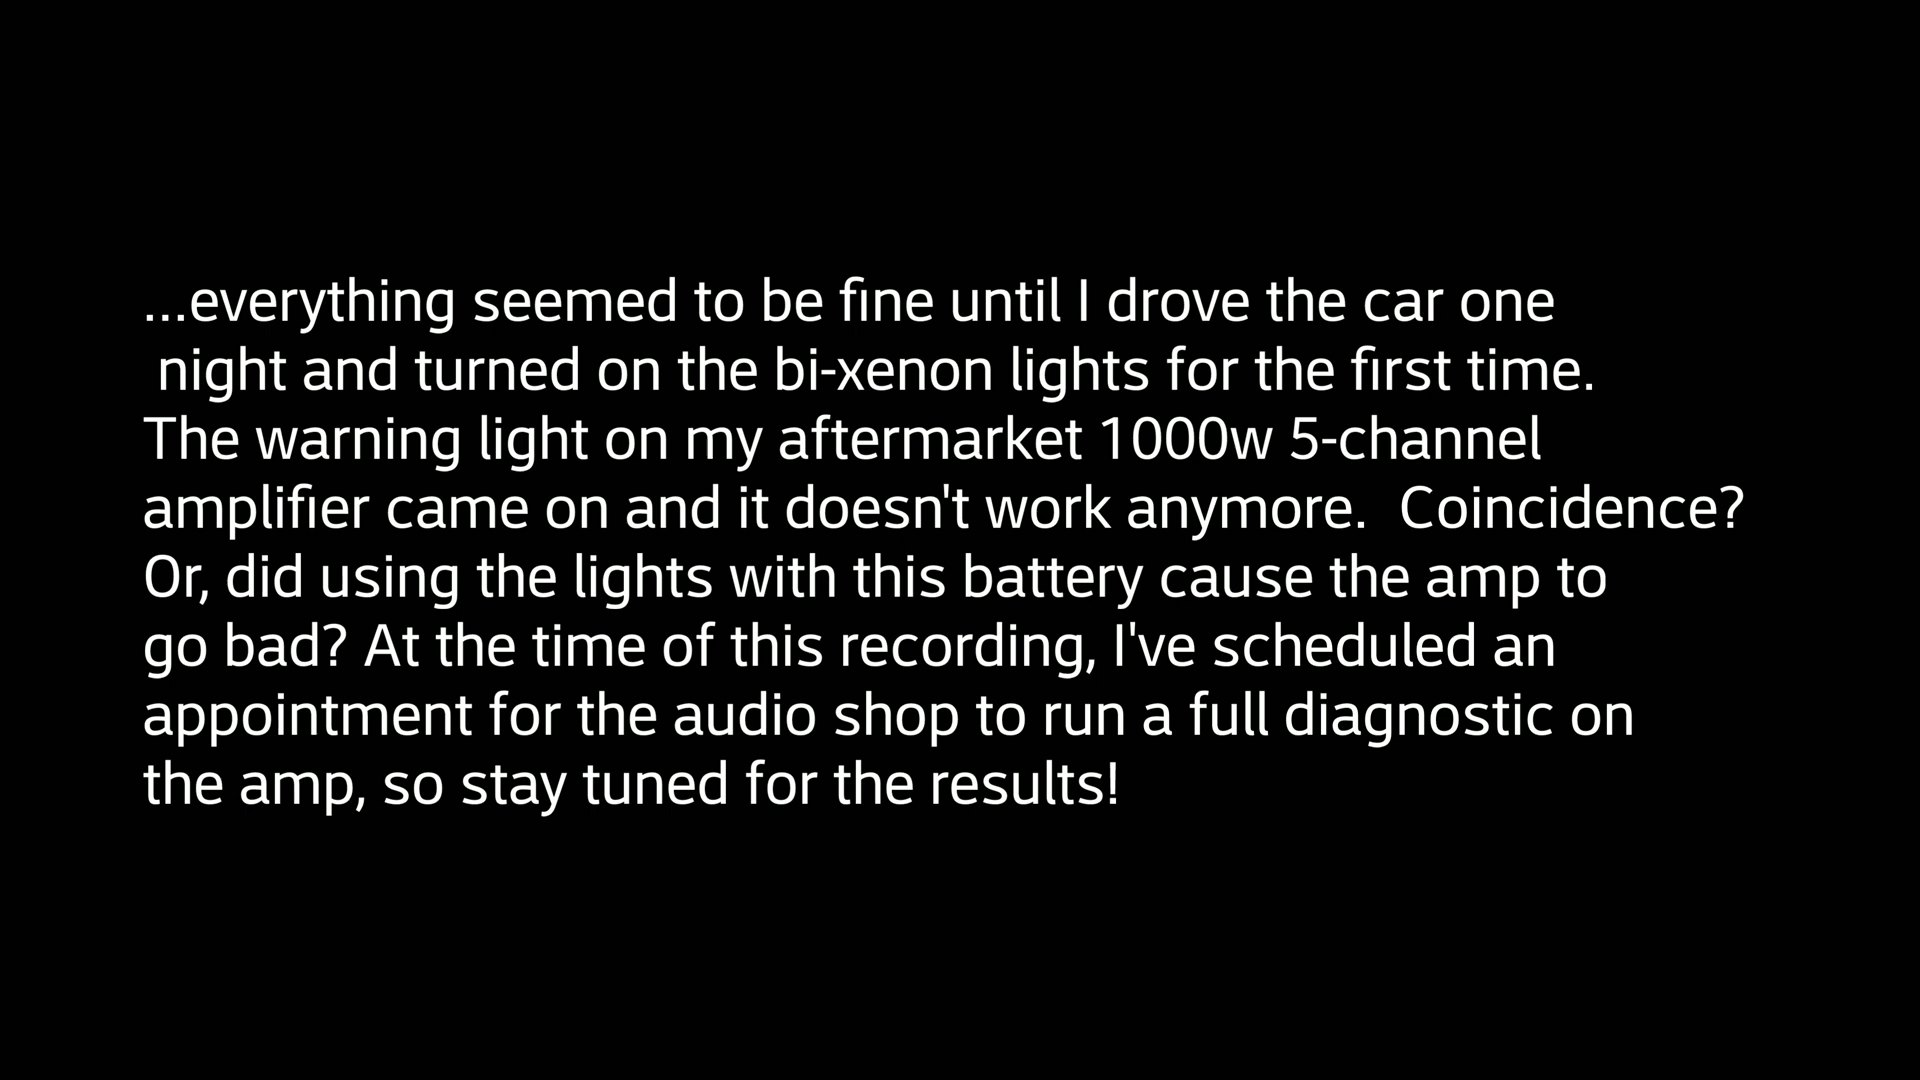 ...everything seemed to be fine until I drove the car one
night and turned on the bi-xenon lights for the first time.
The warning light on my aftermarket 1000w 5-channel
amplifier came on and it doesn't work anymore.  Coincidence?
Or, did using the lights with this battery cause the amp to
go bad? At the time of this recording, I've scheduled an
appointment for the audio shop to run a full diagnostic on
the amp, so stay tuned for the results!